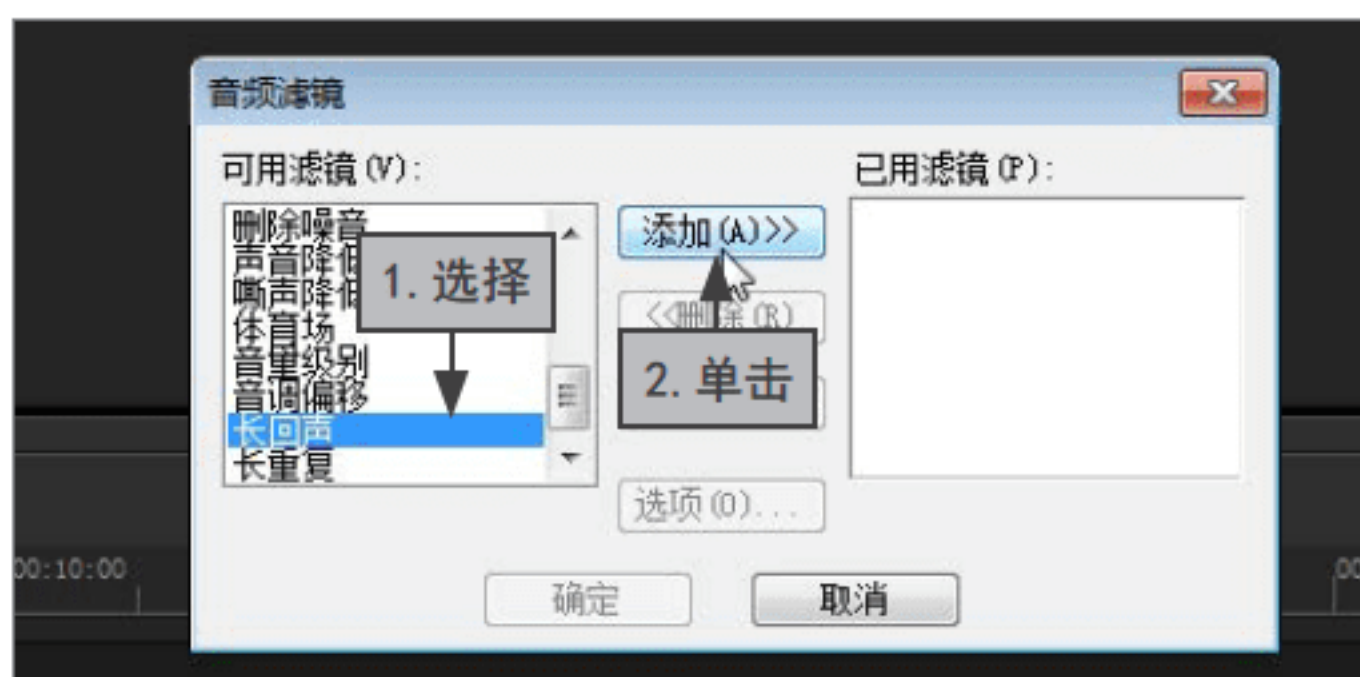 音频滤镜
可用滤镜(V):
已用滤镜(P):
删除噪音
声音降低
嘶声降低
体育场
音量级别
音调偏移
长回声
长重复
1.选择
添加(A)>>
<<删除(R)
2.单击
选项(O)...
确定
取消
00:10:00
00